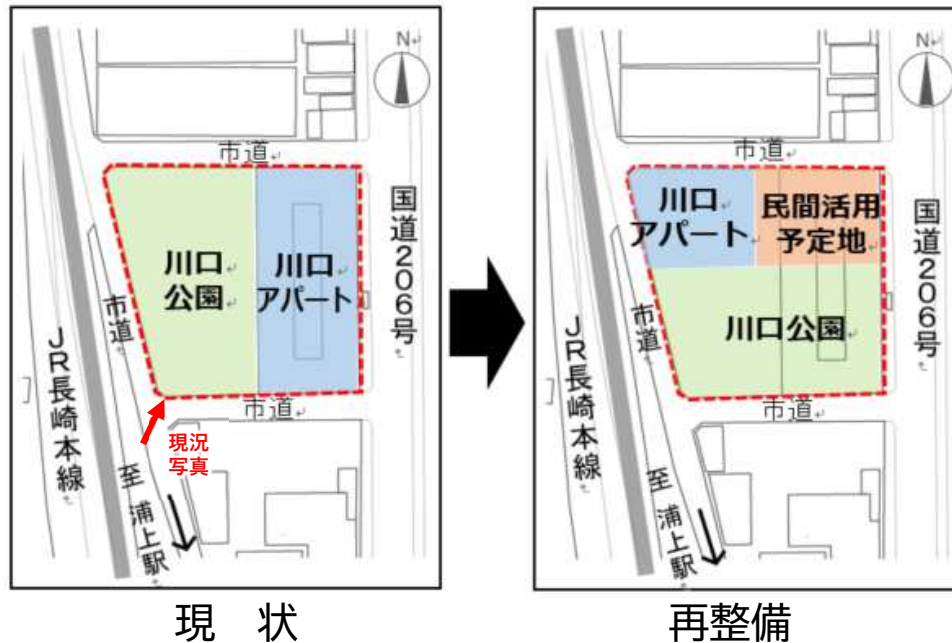 N
市道
川口
公園
川口
アパート
国道206号
市道
JR長崎本線
市道
現況
写真
至 浦上駅
現 状
N
市道
川口
アパート
民間活用
予定地
国道206号
市道
川口公園
JR長崎本線
市道
至 浦上駅
再整備